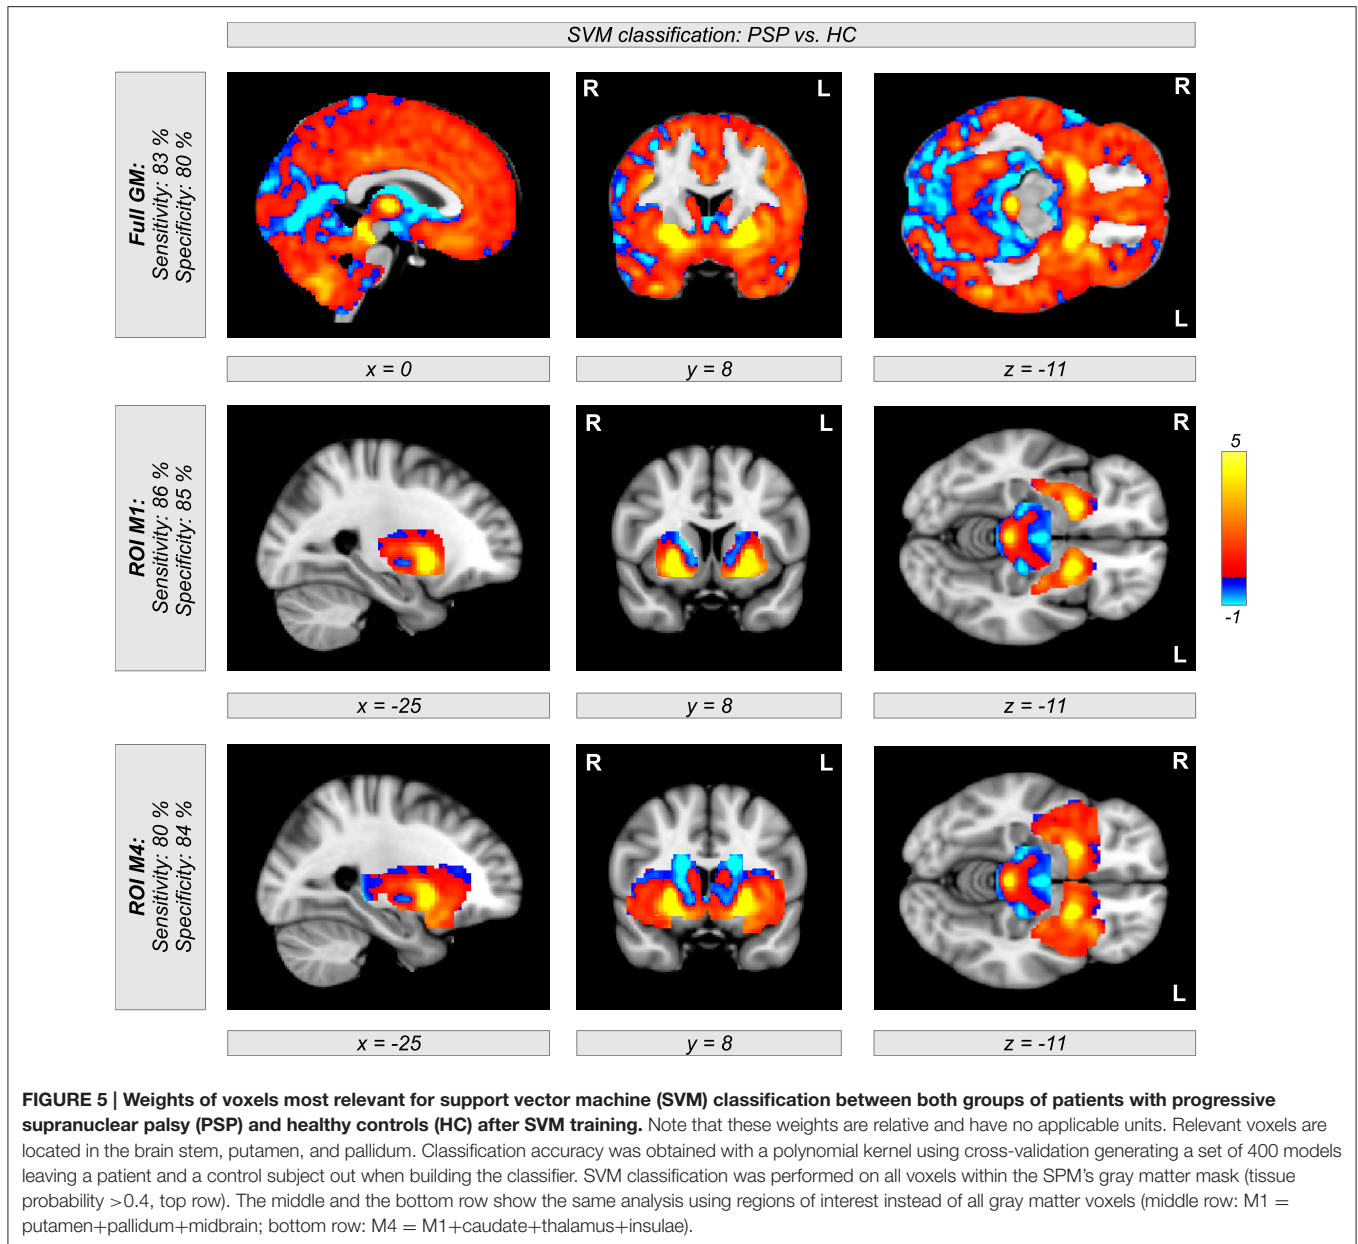 SVM classification: PSP vs. HC
Full GM:
Sensitivity: 83 %
Specificity: 80 %
R
L
R
L
x = 0
y = 8
z = -11
ROI M1:
Sensitivity: 86 %
Specificity: 85 %
R
L
R
L
5
-1
x = -25
y = 8
z = -11
ROI M4:
Sensitivity: 80 %
Specificity: 84 %
R
L
R
L
x = -25
y = 8
z = -11
FIGURE 5 | Weights of voxels most relevant for support vector machine (SVM) classification between both groups of patients with progressive
supranuclear palsy (PSP) and healthy controls (HC) after SVM training. Note that these weights are relative and have no applicable units. Relevant voxels are
located in the brain stem, putamen, and pallidum. Classification accuracy was obtained with a polynomial kernel using cross-validation generating a set of 400 models
leaving a patient and a control subject out when building the classifier. SVM classification was performed on all voxels within the SPM's gray matter mask (tissue
probability >0.4, top row). The middle and the bottom row show the same analysis using regions of interest instead of all gray matter voxels (middle row: M1 =
putamen+pallidum+midbrain; bottom row: M4 = M1+caudate+thalamus+insulae).